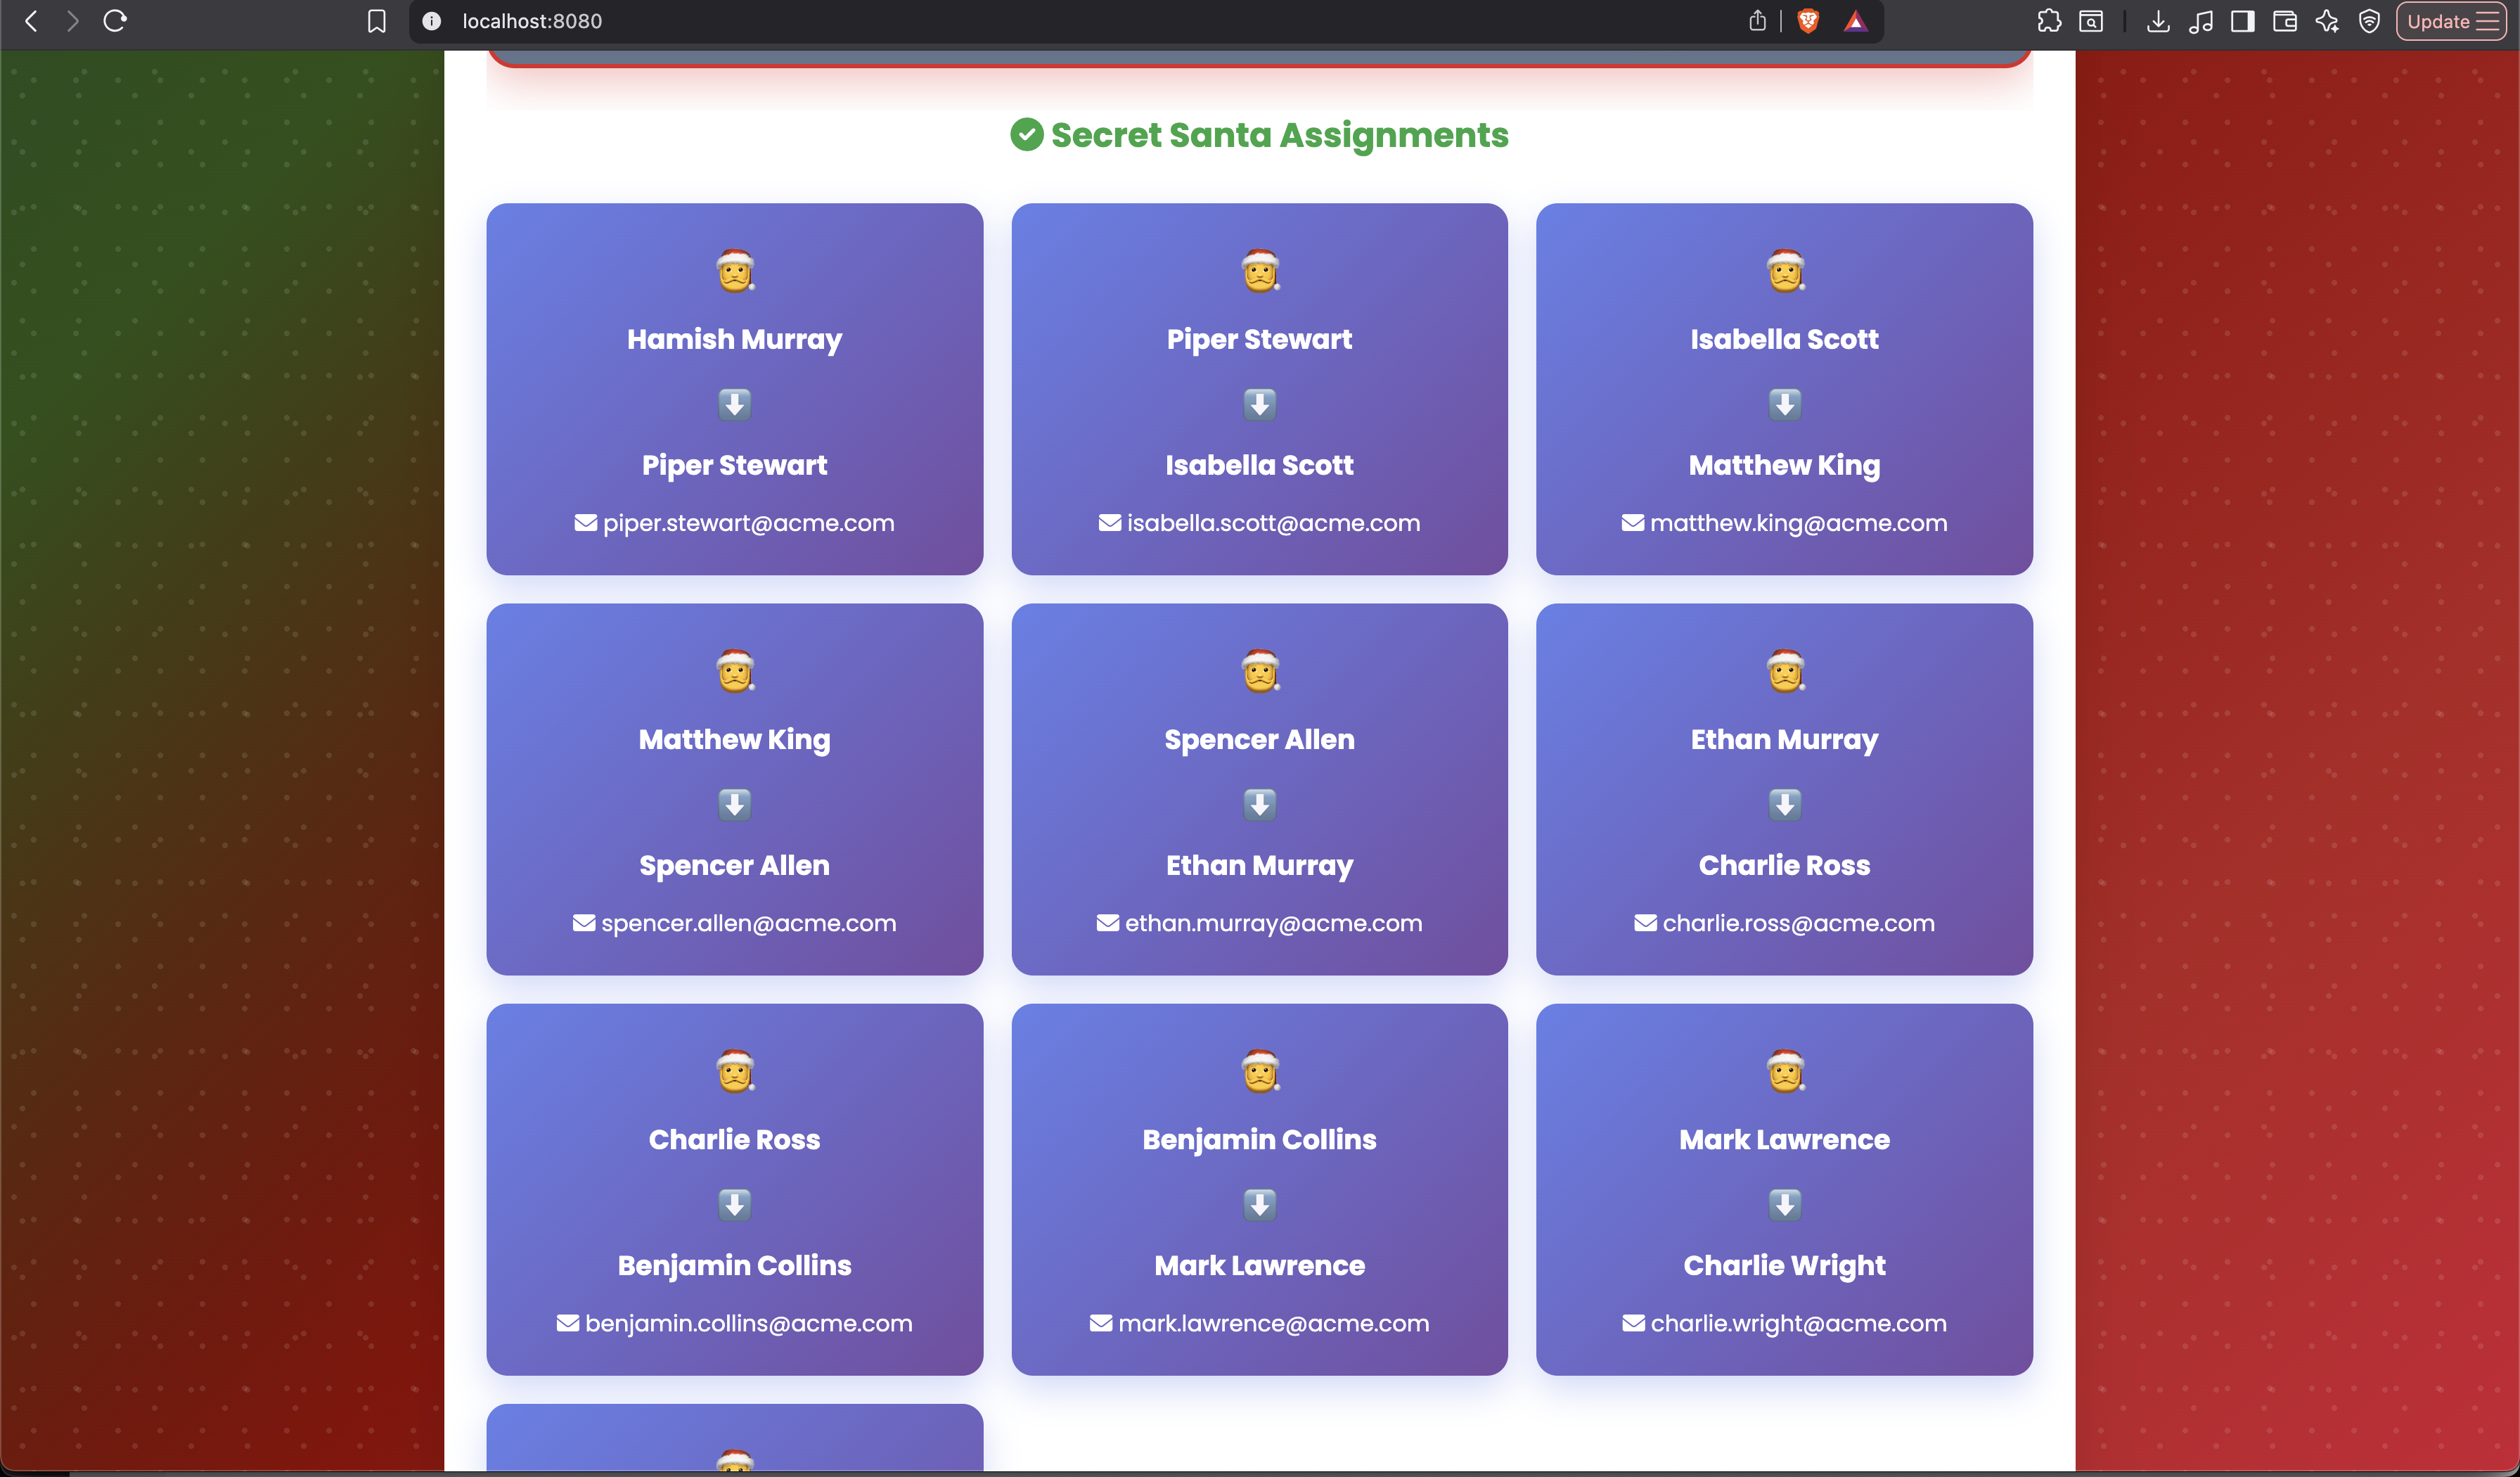 localhost:8080
Update
Secret Santa Assignments
Hamish Murray
Piper Stewart
piper.stewart@acme.com
Piper Stewart
Isabella Scott
isabella.scott@acme.com
Isabella Scott
Matthew King
matthew.king@acme.com
Matthew King
Spencer Allen
spencer.allen@acme.com
Spencer Allen
Ethan Murray
ethan.murray@acme.com
Ethan Murray
Charlie Ross
charlie.ross@acme.com
Charlie Ross
Benjamin Collins
benjamin.collins@acme.com
Benjamin Collins
Mark Lawrence
mark.lawrence@acme.com
Mark Lawrence
Charlie Wright
charlie.wright@acme.com